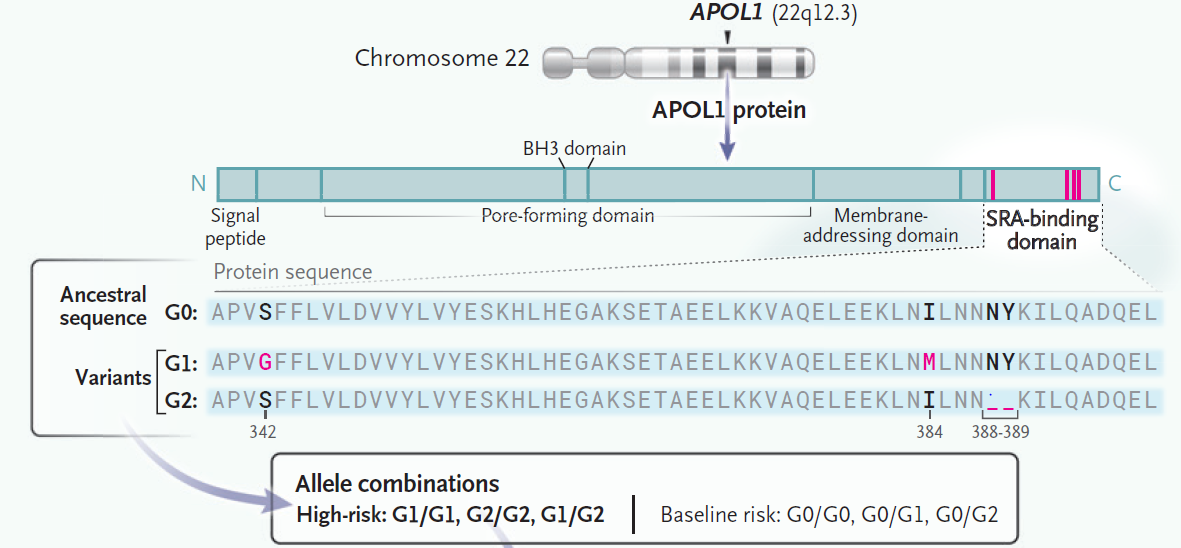 APOL1 (22q12.3)
Chromosome 22
APOL1 protein
BH3 domain
N
C
Signal
peptide
Pore-forming domain
Membrane-
addressing domain
SRA-binding
domain
Protein sequence
Ancestral
sequence
G0: APVSFFLVLDVVYLVYESKHLHEGAKSETAEELKKVAQELEEKLNILNNNYKILQADQEL
Variants
G1: APVGFFLVLDVVYLVYESKHLHEGAKSETAEELKKVAQELEEKLNMLNNNYKILQADQEL
G2: APVSFFLVLDVVYLVYESKHLHEGAKSETAEELKKVAQELEEKLNILNN__KILQADQEL
342
384
388-389
Allele combinations
High-risk: G1/G1, G2/G2, G1/G2
Baseline risk: G0/G0, G0/G1, G0/G2